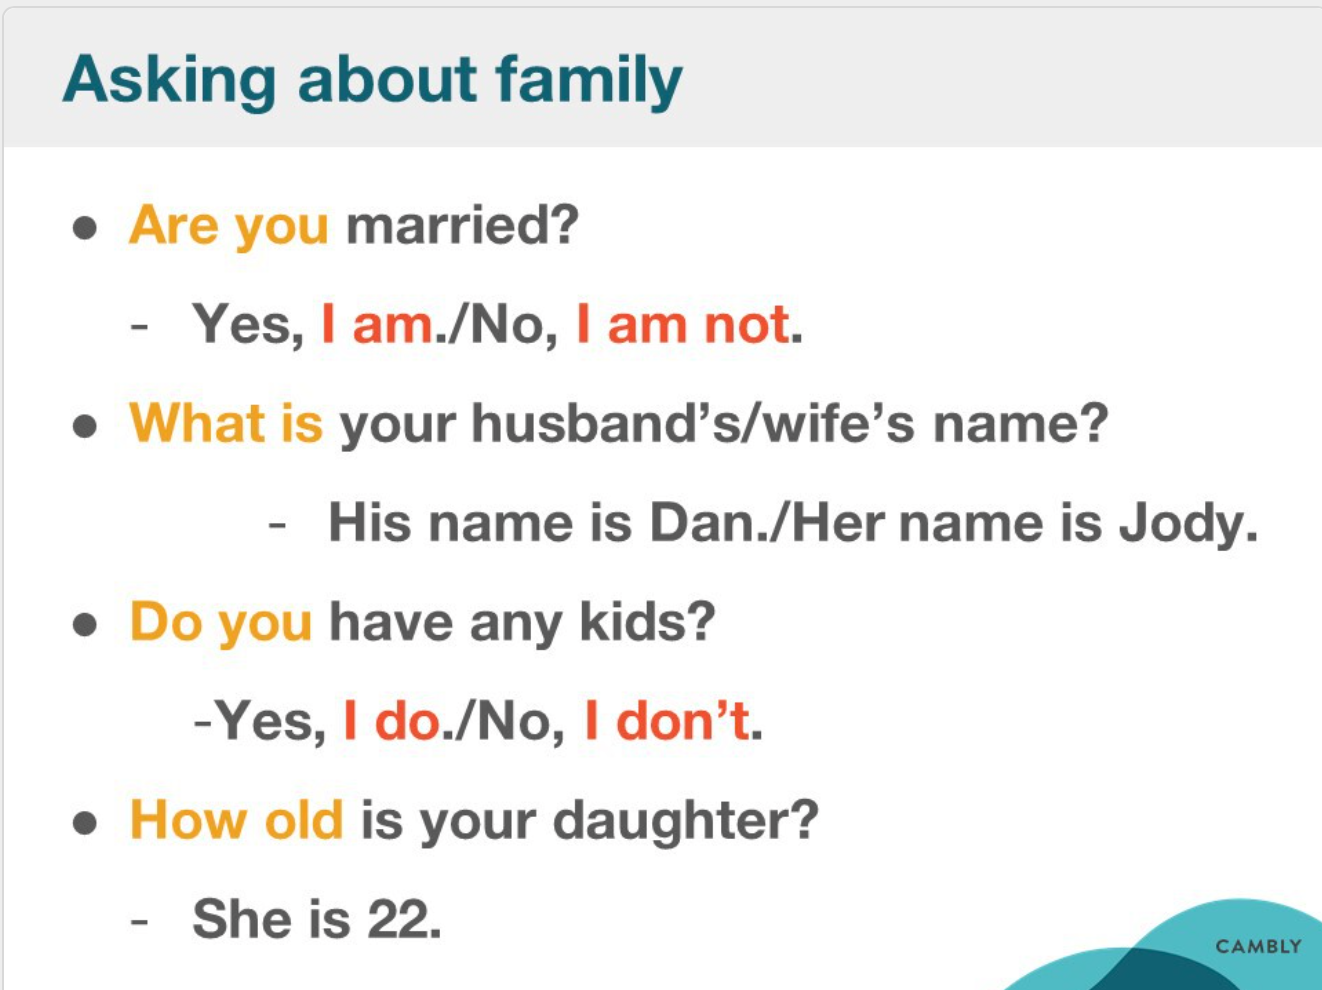 Asking about family
● Are you married?
- Yes, I am./No, I am not.
● What is your husband’s/wife’s name?
- His name is Dan./Her name is Jody.
● Do you have any kids?
-Yes, I do./No, I don’t.
● How old is your daughter?
- She is 22.
CAMBLY